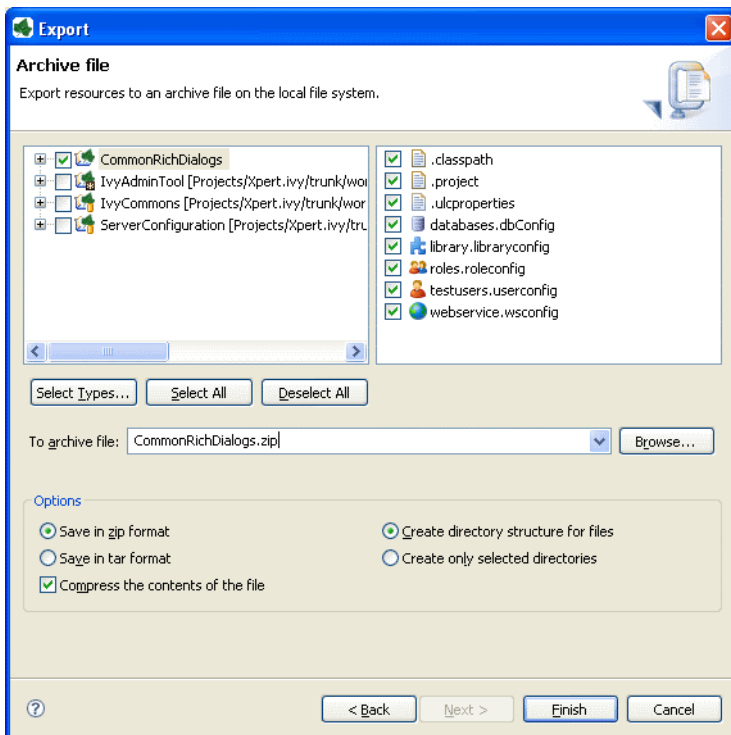 Export
Archive file
Export resources to an archive file on the local file system.
CommonRichDialogs
IvyAdminTool [Projects/Xpert.ivy/trunk/wor
IvyCommons [Projects/Xpert.ivy/trunk/wor
ServerConfiguration [Projects/Xpert.ivy/tru
.classpath
.project
.ulcproperties
databases.dbConfig
library.libraryconfig
roles.roleconfig
testusers.userconfig
webservice.wsconfig
Select Types... Select All Deselect All
To archive file: CommonRichDialogs.zip Browse...
Options
Save in zip format Create directory structure for files
Save in tar format Create only selected directories
Compress the contents of the file
? < Back Next > Finish Cancel